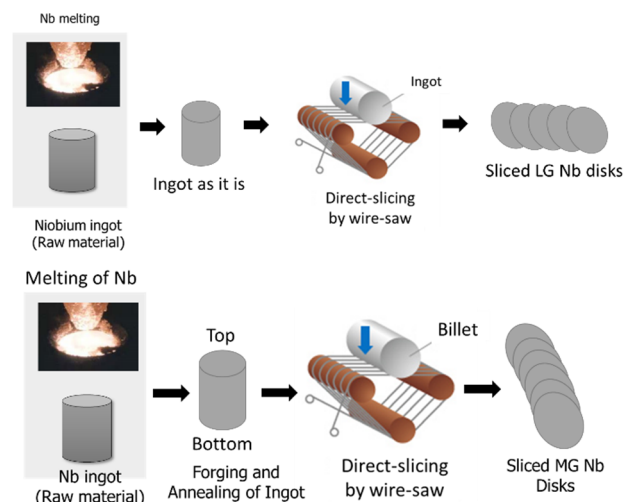 Nb melting
Ingot
Ingot as it is
Sliced LG Nb disks
Direct-slicing
by wire-saw
Niobium ingot
(Raw material)
Melting of Nb
Top
Billet
Bottom
Nb ingot
(Raw material)
Forging and
Annealing of Ingot
Direct-slicing
by wire-saw
Sliced MG Nb
Disks